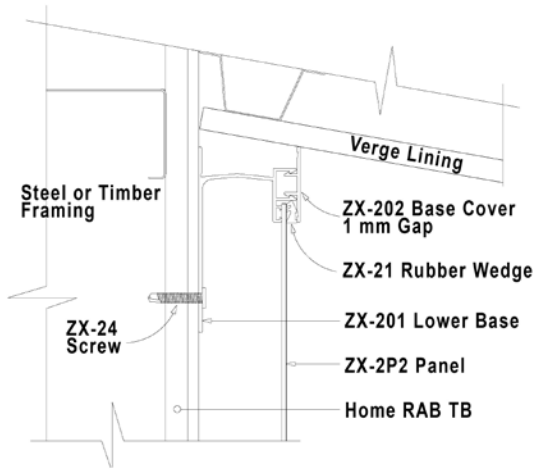 Verge Lining
Steel or Timber
Framing
ZX-202 Base Cover
1 mm Gap
ZX-21 Rubber Wedge
ZX-24
Screw
ZX-201 Lower Base
ZX-2P2 Panel
Home RAB TB